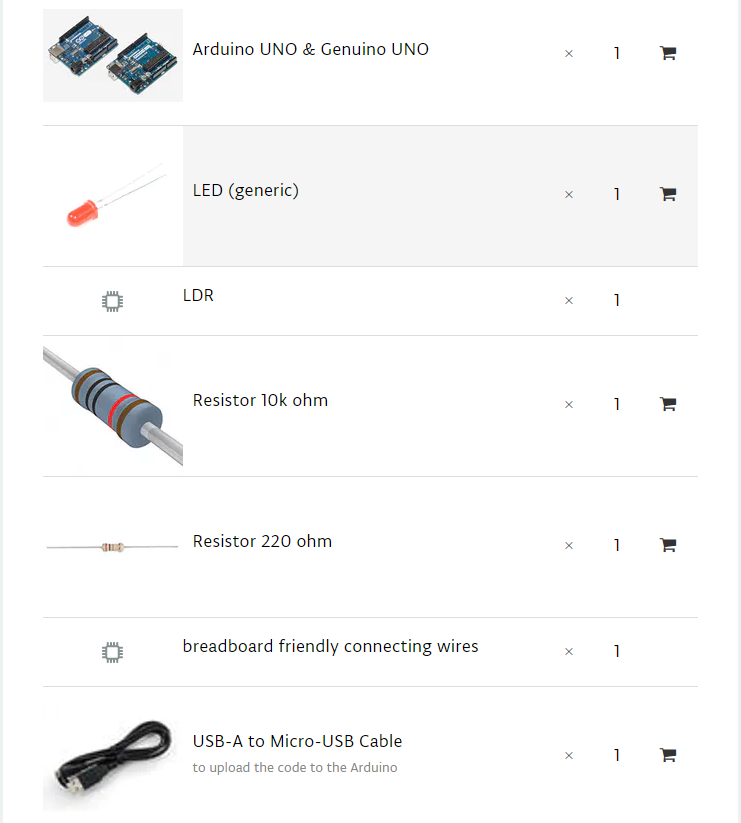 Arduino UNO & Genuino UNO × 1
LED (generic) × 1
LDR × 1
Resistor 10k ohm × 1
Resistor 220 ohm × 1
breadboard friendly connecting wires × 1
USB-A to Micro-USB Cable × 1
to upload the code to the Arduino